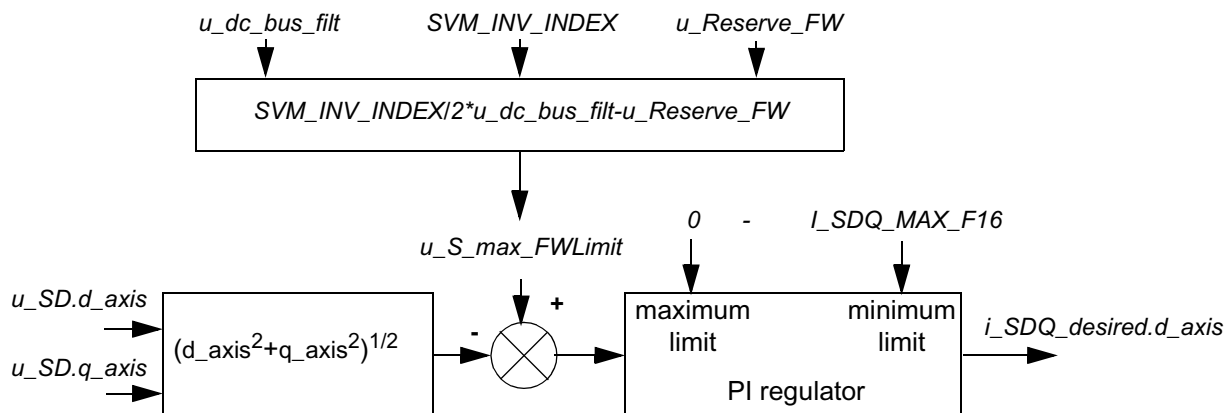 u_dc_bus_filt SVM_INV_INDEX u_Reserve_FW
SVM_INV_INDEX/2*u_dc_bus_filt-u_Reserve_FW
0 - I_SDQ_MAX_F16
u_S_max_FWLimit
u_SD.d_axis
+
maximum limit
minimum limit
-
(d_axis²+q_axis²)¹/²
i_SDQ_desired.d_axis
u_SD.q_axis
PI regulator